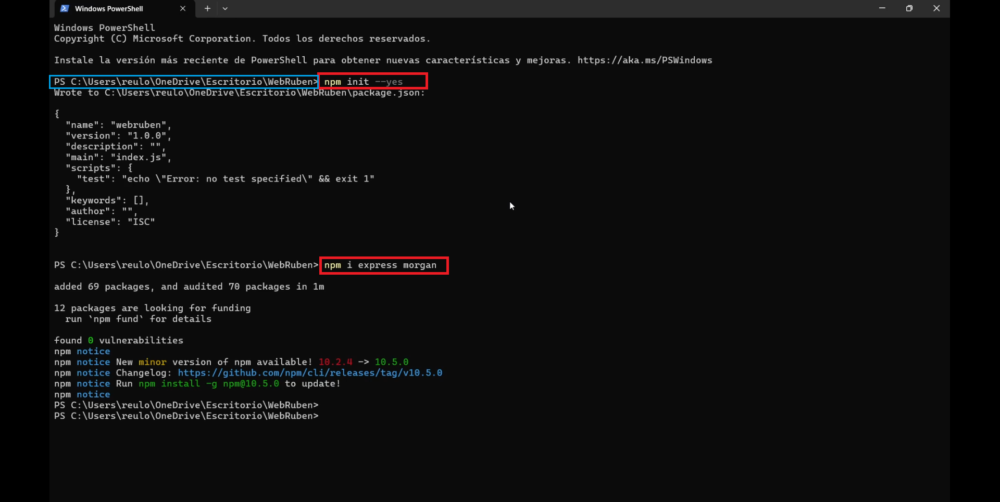 Windows PowerShell
Windows PowerShell
Copyright (C) Microsoft Corporation. Todos los derechos reservados.
Instale la versión más reciente de PowerShell para obtener nuevas características y mejoras. https://aka.ms/PSWindows
PS C:\Users\reulo\OneDrive\Escritorio\WebRuben> npm init --yes
Wrote to C:\Users\reulo\OneDrive\Escritorio\WebRuben\package.json:
{
  "name": "webruben",
  "version": "1.0.0",
  "description": "",
  "main": "index.js",
  "scripts": {
    "test": "echo \"Error: no test specified\" && exit 1"
  },
  "keywords": [],
  "author": "",
  "license": "ISC"
}
PS C:\Users\reulo\OneDrive\Escritorio\WebRuben> npm i express morgan
added 69 packages, and audited 70 packages in 1m
12 packages are looking for funding
  run `npm fund` for details
found 0 vulnerabilities
npm notice
npm notice New minor version of npm available! 10.2.4 -> 10.5.0
npm notice Changelog: https://github.com/npm/cli/releases/tag/v10.5.0
npm notice Run npm install -g npm@10.5.0 to update!
npm notice
PS C:\Users\reulo\OneDrive\Escritorio\WebRuben>
PS C:\Users\reulo\OneDrive\Escritorio\WebRuben>